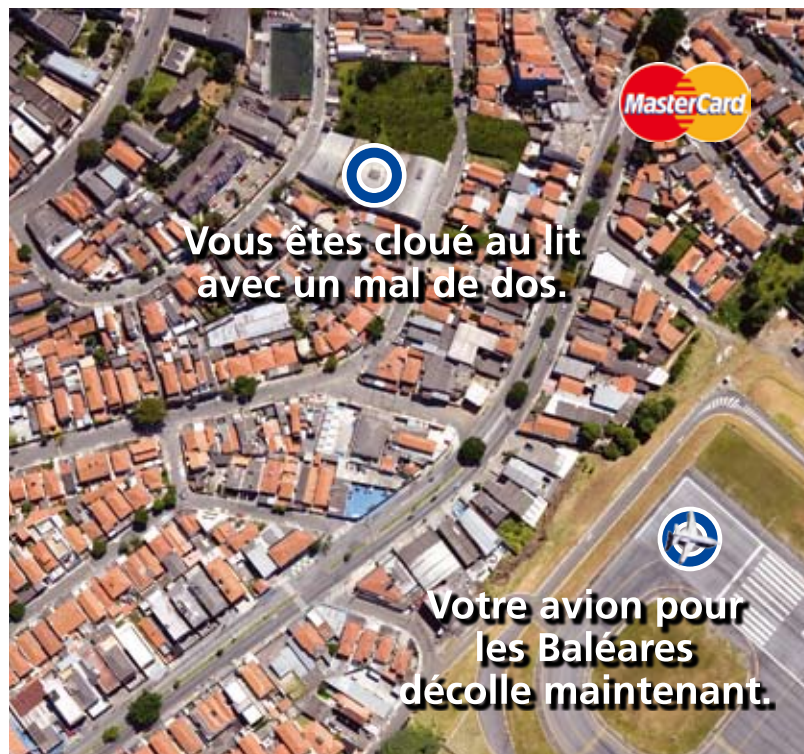 MasterCard
Vous êtes cloué au lit
avec un mal de dos.
Votre avion pour
les Baléares
décolle maintenant.